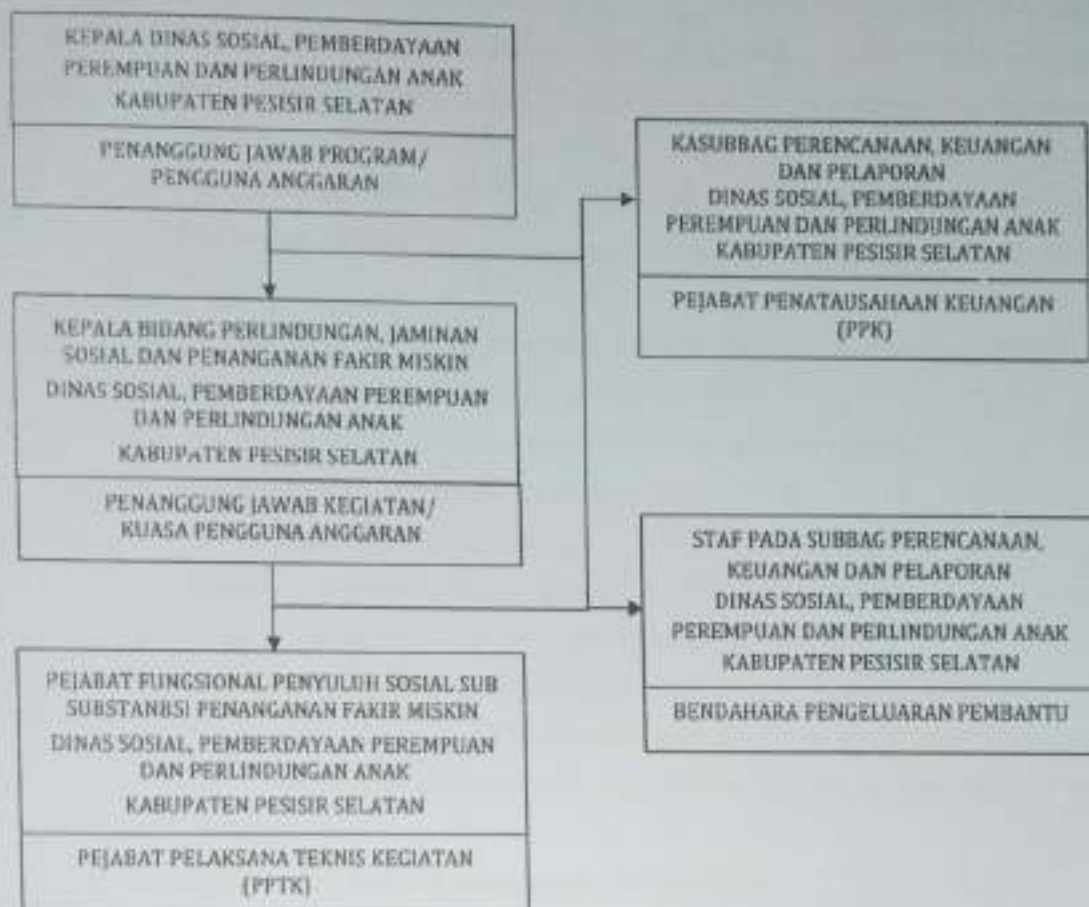 KEPALA DINAS SOSIAL, PEMBERDAYAAN
PEREMPUAN DAN PERLINDUNGAN ANAK
KABUPATEN PESISIR SELATAN
PENANGGUNG JAWAB PROGRAM/
PENGGUNA ANGGARAN
KASUBBAG PERENCANAAN, KEUANGAN
DAN PELAPORAN
DINAS SOSIAL, PEMBERDAYAAN
PEREMPUAN DAN PERLINDUNGAN ANAK
KABUPATEN PESISIR SELATAN
PEJABAT PENATAUSAHAAN KEUANGAN
(PPK)
KEPALA BIDANG PERLINDUNGAN, JAMINAN
SOSIAL DAN PENANGANAN FAKIR MISKIN
DINAS SOSIAL, PEMBERDAYAAN PEREMPUAN
DAN PERLINDUNGAN ANAK
KABUPATEN PESISIR SELATAN
PENANGGUNG JAWAB KEGIATAN/
KUASA PENGGUNA ANGGARAN
STAF PADA SUBBAG PERENCANAAN,
KEUANGAN DAN PELAPORAN
DINAS SOSIAL, PEMBERDAYAAN
PEREMPUAN DAN PERLINDUNGAN ANAK
KABUPATEN PESISIR SELATAN
BENDAHARA PENGELUARAN PEMBANTU
PEJABAT FUNGSIONAL PENYULUH SOSIAL SUB
SUBSTANBSI PENANGANAN FAKIR MISKIN
DINAS SOSIAL, PEMBERDAYAAN PEREMPUAN
DAN PERLINDUNGAN ANAK
KABUPATEN PESISIR SELATAN
PEJABAT PELAKSANA TEKNIS KEGIATAN
(PPTK)